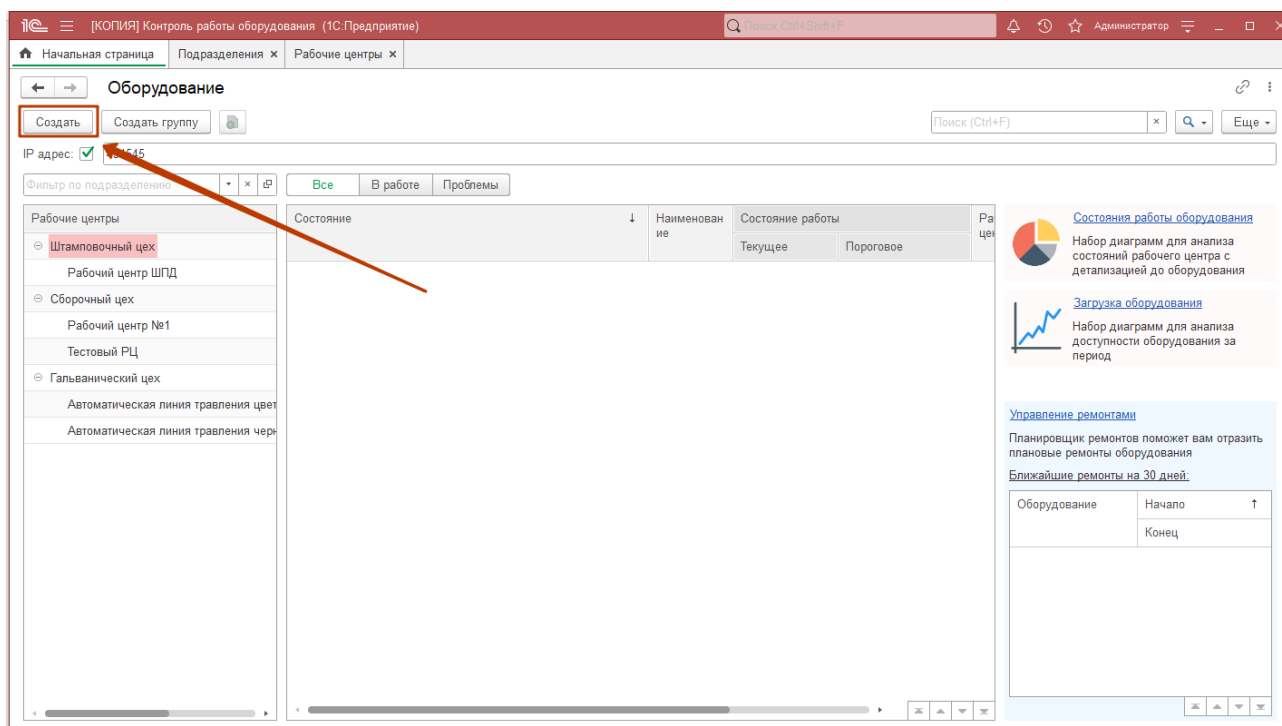 1С [КОПИЯ] Контроль работы оборудования (1С:Предприятие) Поиск Ctrl+Shift+F Администратор
Начальная страница Подразделения × Рабочие центры ×
Оборудование
Создать Создать группу Поиск (Ctrl+F) × Еще
IP адрес:
Фильтр по подразделению × Все В работе Проблемы
Рабочие центры
Штамповочный цех
Рабочий центр ШПД
Сборочный цех
Рабочий центр №1
Тестовый РЦ
Гальванический цех
Автоматическая линия травления цвет
Автоматическая линия травления черн
Состояние ↓ Наименован
ие
Состояние работы
Текущее Пороговое
Ра
цен
Состояния работы оборудования
Набор диаграмм для анализа
состояний рабочего центра с
детализацией до оборудования
Загрузка оборудования
Набор диаграмм для анализа
доступности оборудования за
период
Управление ремонтами
Планировщик ремонтов поможет вам отразить
плановые ремонты оборудования
Ближайшие ремонты на 30 дней:
Оборудование Начало ↑
Конец